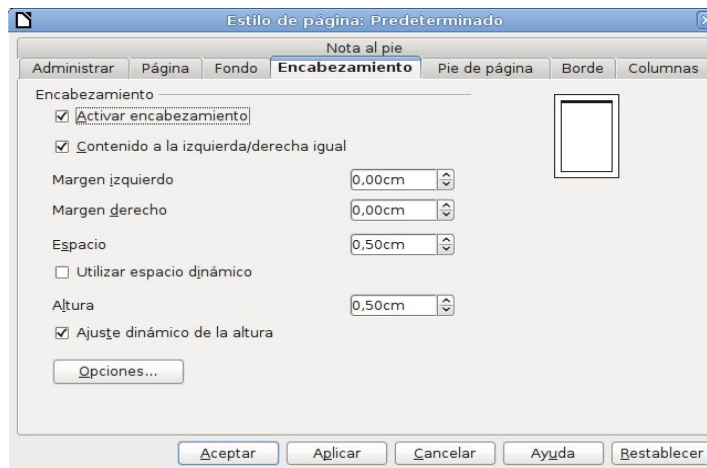 Estilo de página: Predeterminado
Nota al pie
Administrar Página Fondo Encabezamiento Pie de página Borde Columnas
Encabezamiento
Activar encabezamiento
Contenido a la izquierda/derecha igual
Margen izquierdo 0,00cm
Margen derecho 0,00cm
Espacio 0,50cm
Utilizar espacio dinámico
Altura 0,50cm
Ajuste dinámico de la altura
Opciones...
Aceptar Aplicar Cancelar Ayuda Restablecer